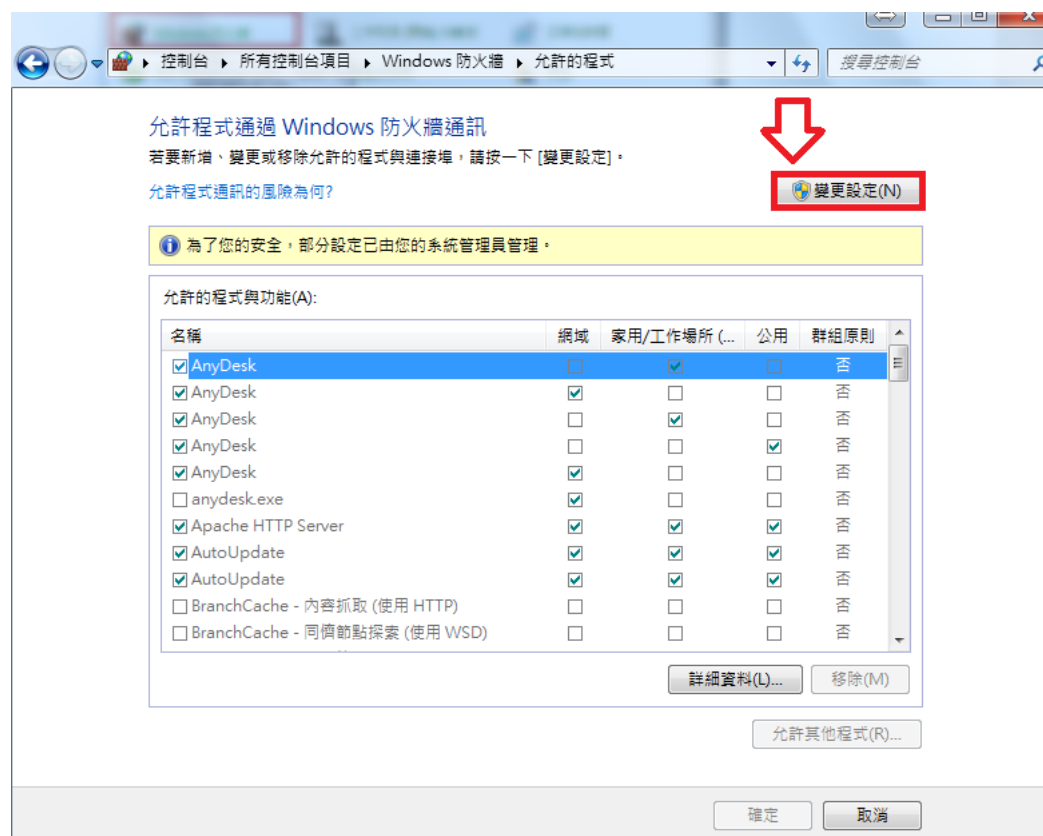 控制台 ▸ 所有控制台項目 ▸ Windows 防火牆 ▸ 允許的程式
搜尋控制台
允許程式通過 Windows 防火牆通訊
若要新增、變更或移除允許的程式與連接埠，請按一下 [變更設定]。
允許程式通訊的風險為何?
變更設定(N)
為了您的安全，部分設定已由您的系統管理員管理。
允許的程式與功能(A):
名稱 網域 家用/工作場所 (... 公用 群組原則
AnyDesk 否
AnyDesk 否
AnyDesk 否
AnyDesk 否
AnyDesk 否
anydesk.exe 否
Apache HTTP Server 否
AutoUpdate 否
AutoUpdate 否
BranchCache - 內容抓取 (使用 HTTP) 否
BranchCache - 同儕節點探索 (使用 WSD) 否
詳細資料(L)... 移除(M)
允許其他程式(R)...
確定 取消